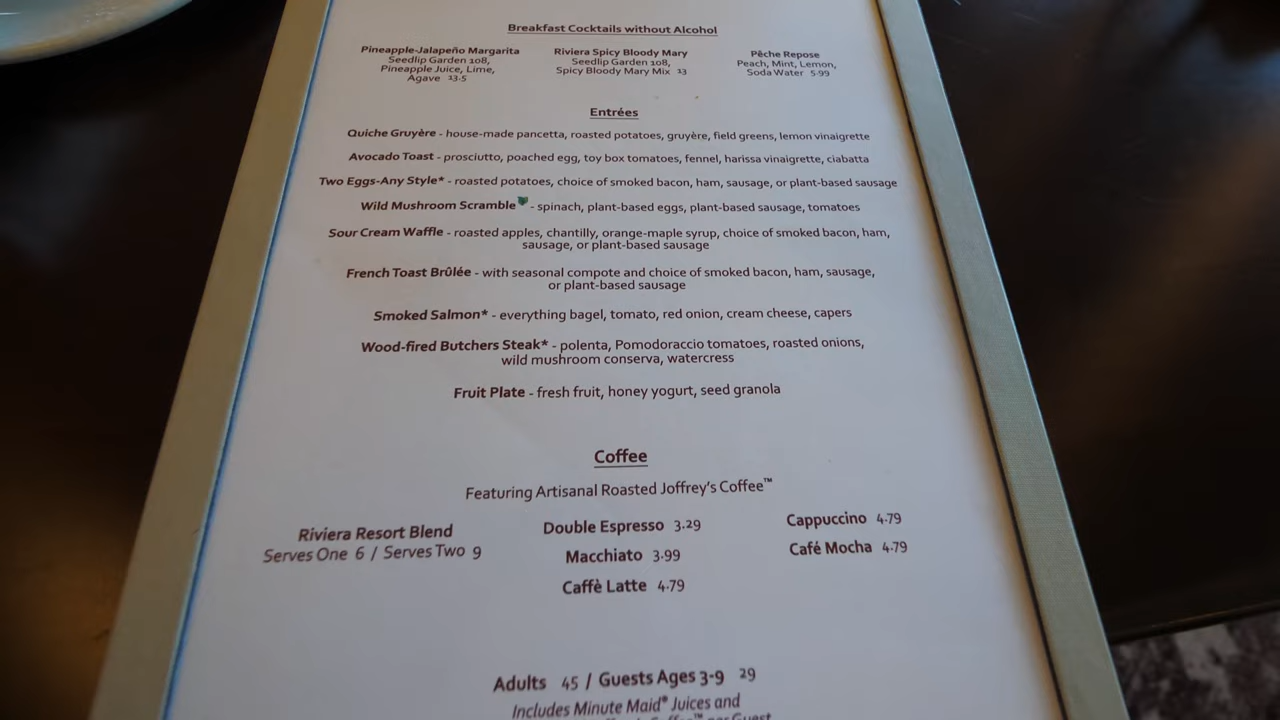 Breakfast Cocktails without Alcohol
Pineapple-Jalapeño Margarita
Seedlip Garden 108,
Pineapple Juice, Lime,
Agave 13.5
Riviera Spicy Bloody Mary
Seedlip Garden 108,
Spicy Bloody Mary Mix 13
Pêche Repose
Peach, Mint, Lemon,
Soda Water 5.99
Entrées
Quiche Gruyère - house-made pancetta, roasted potatoes, gruyère, field greens, lemon vinaigrette
Avocado Toast - prosciutto, poached egg, toy box tomatoes, fennel, harissa vinaigrette, ciabatta
Two Eggs-Any Style* - roasted potatoes, choice of smoked bacon, ham, sausage, or plant-based sausage
Wild Mushroom Scramble - spinach, plant-based eggs, plant-based sausage, tomatoes
Sour Cream Waffle - roasted apples, chantilly, orange-maple syrup, choice of smoked bacon, ham,
sausage, or plant-based sausage
French Toast Brûlée - with seasonal compote and choice of smoked bacon, ham, sausage,
or plant-based sausage
Smoked Salmon* - everything bagel, tomato, red onion, cream cheese, capers
Wood-fired Butchers Steak* - polenta, Pomodoraccio tomatoes, roasted onions,
wild mushroom conserva, watercress
Fruit Plate - fresh fruit, honey yogurt, seed granola
Coffee
Featuring Artisanal Roasted Joffrey's Coffee™
Riviera Resort Blend
Serves One 6 / Serves Two 9
Double Espresso 3.29
Macchiato 3.99
Caffè Latte 4.79
Cappuccino 4.79
Café Mocha 4.79
Adults 45 / Guests Ages 3-9 29
Includes Minute Maid® Juices and
Coffee™ per Guest